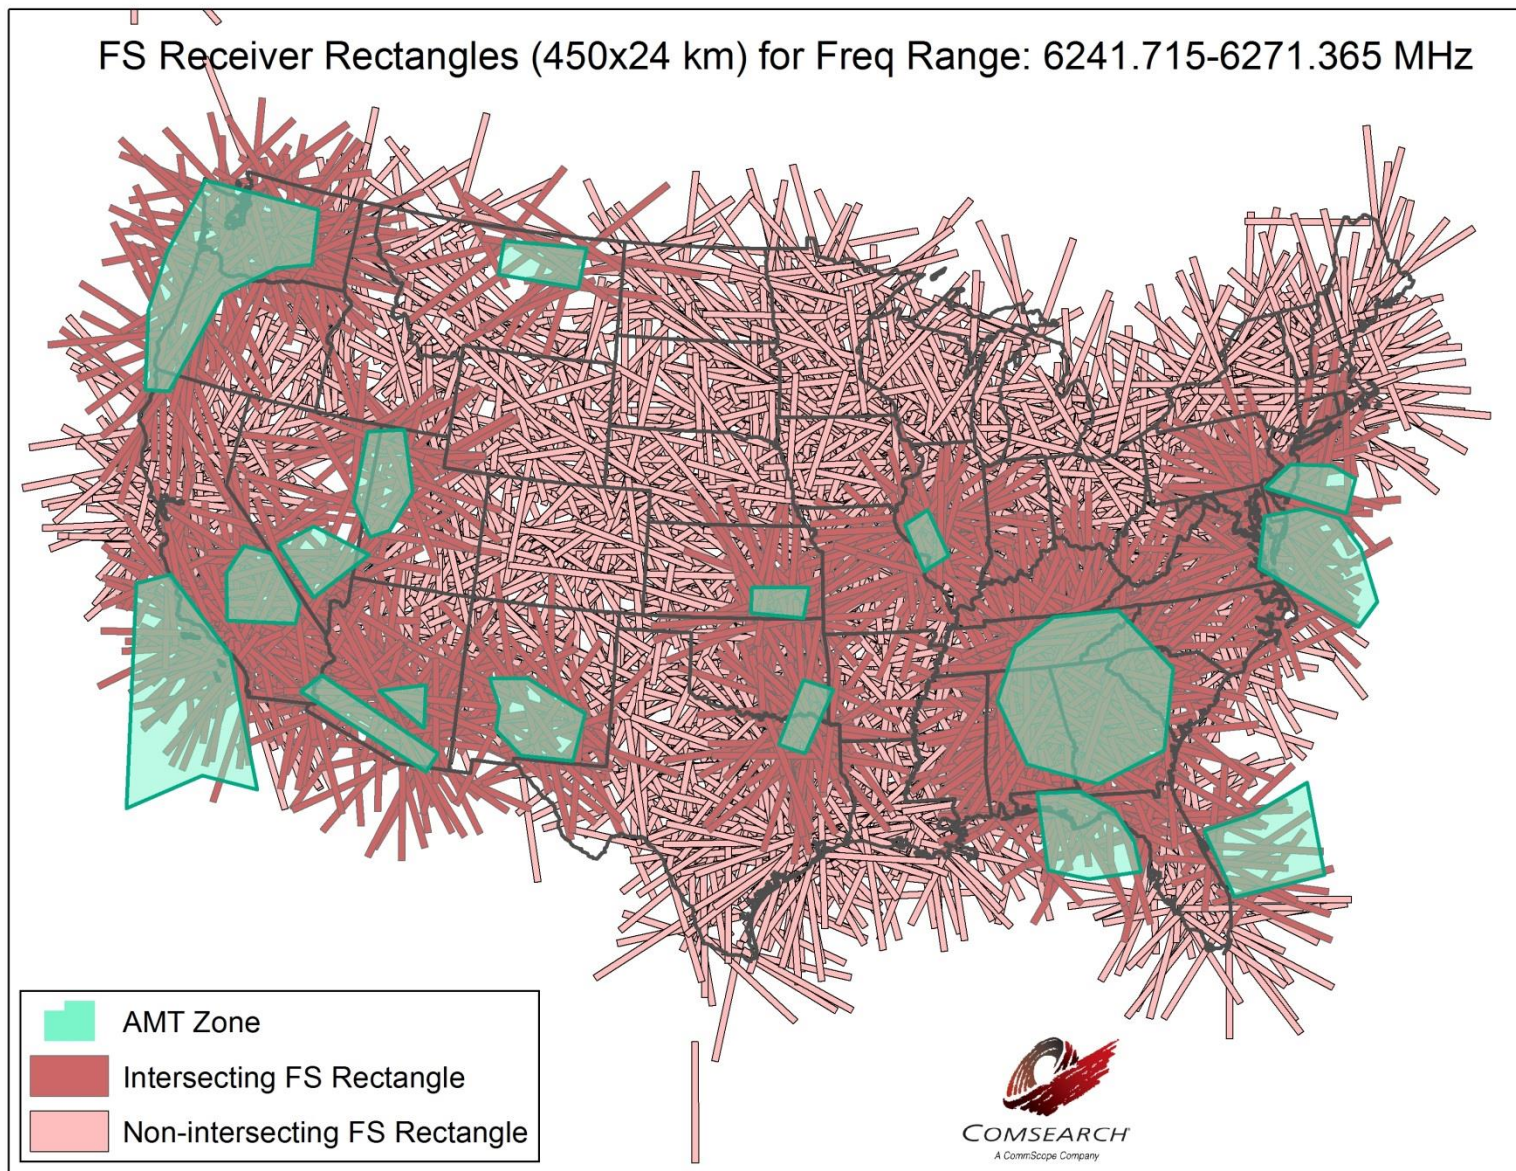 FS Receiver Rectangles (450x24 km) for Freq Range: 6241.715-6271.365 MHz
AMT Zone
Intersecting FS Rectangle
Non-intersecting FS Rectangle
COMSEARCH
A CommScope Company